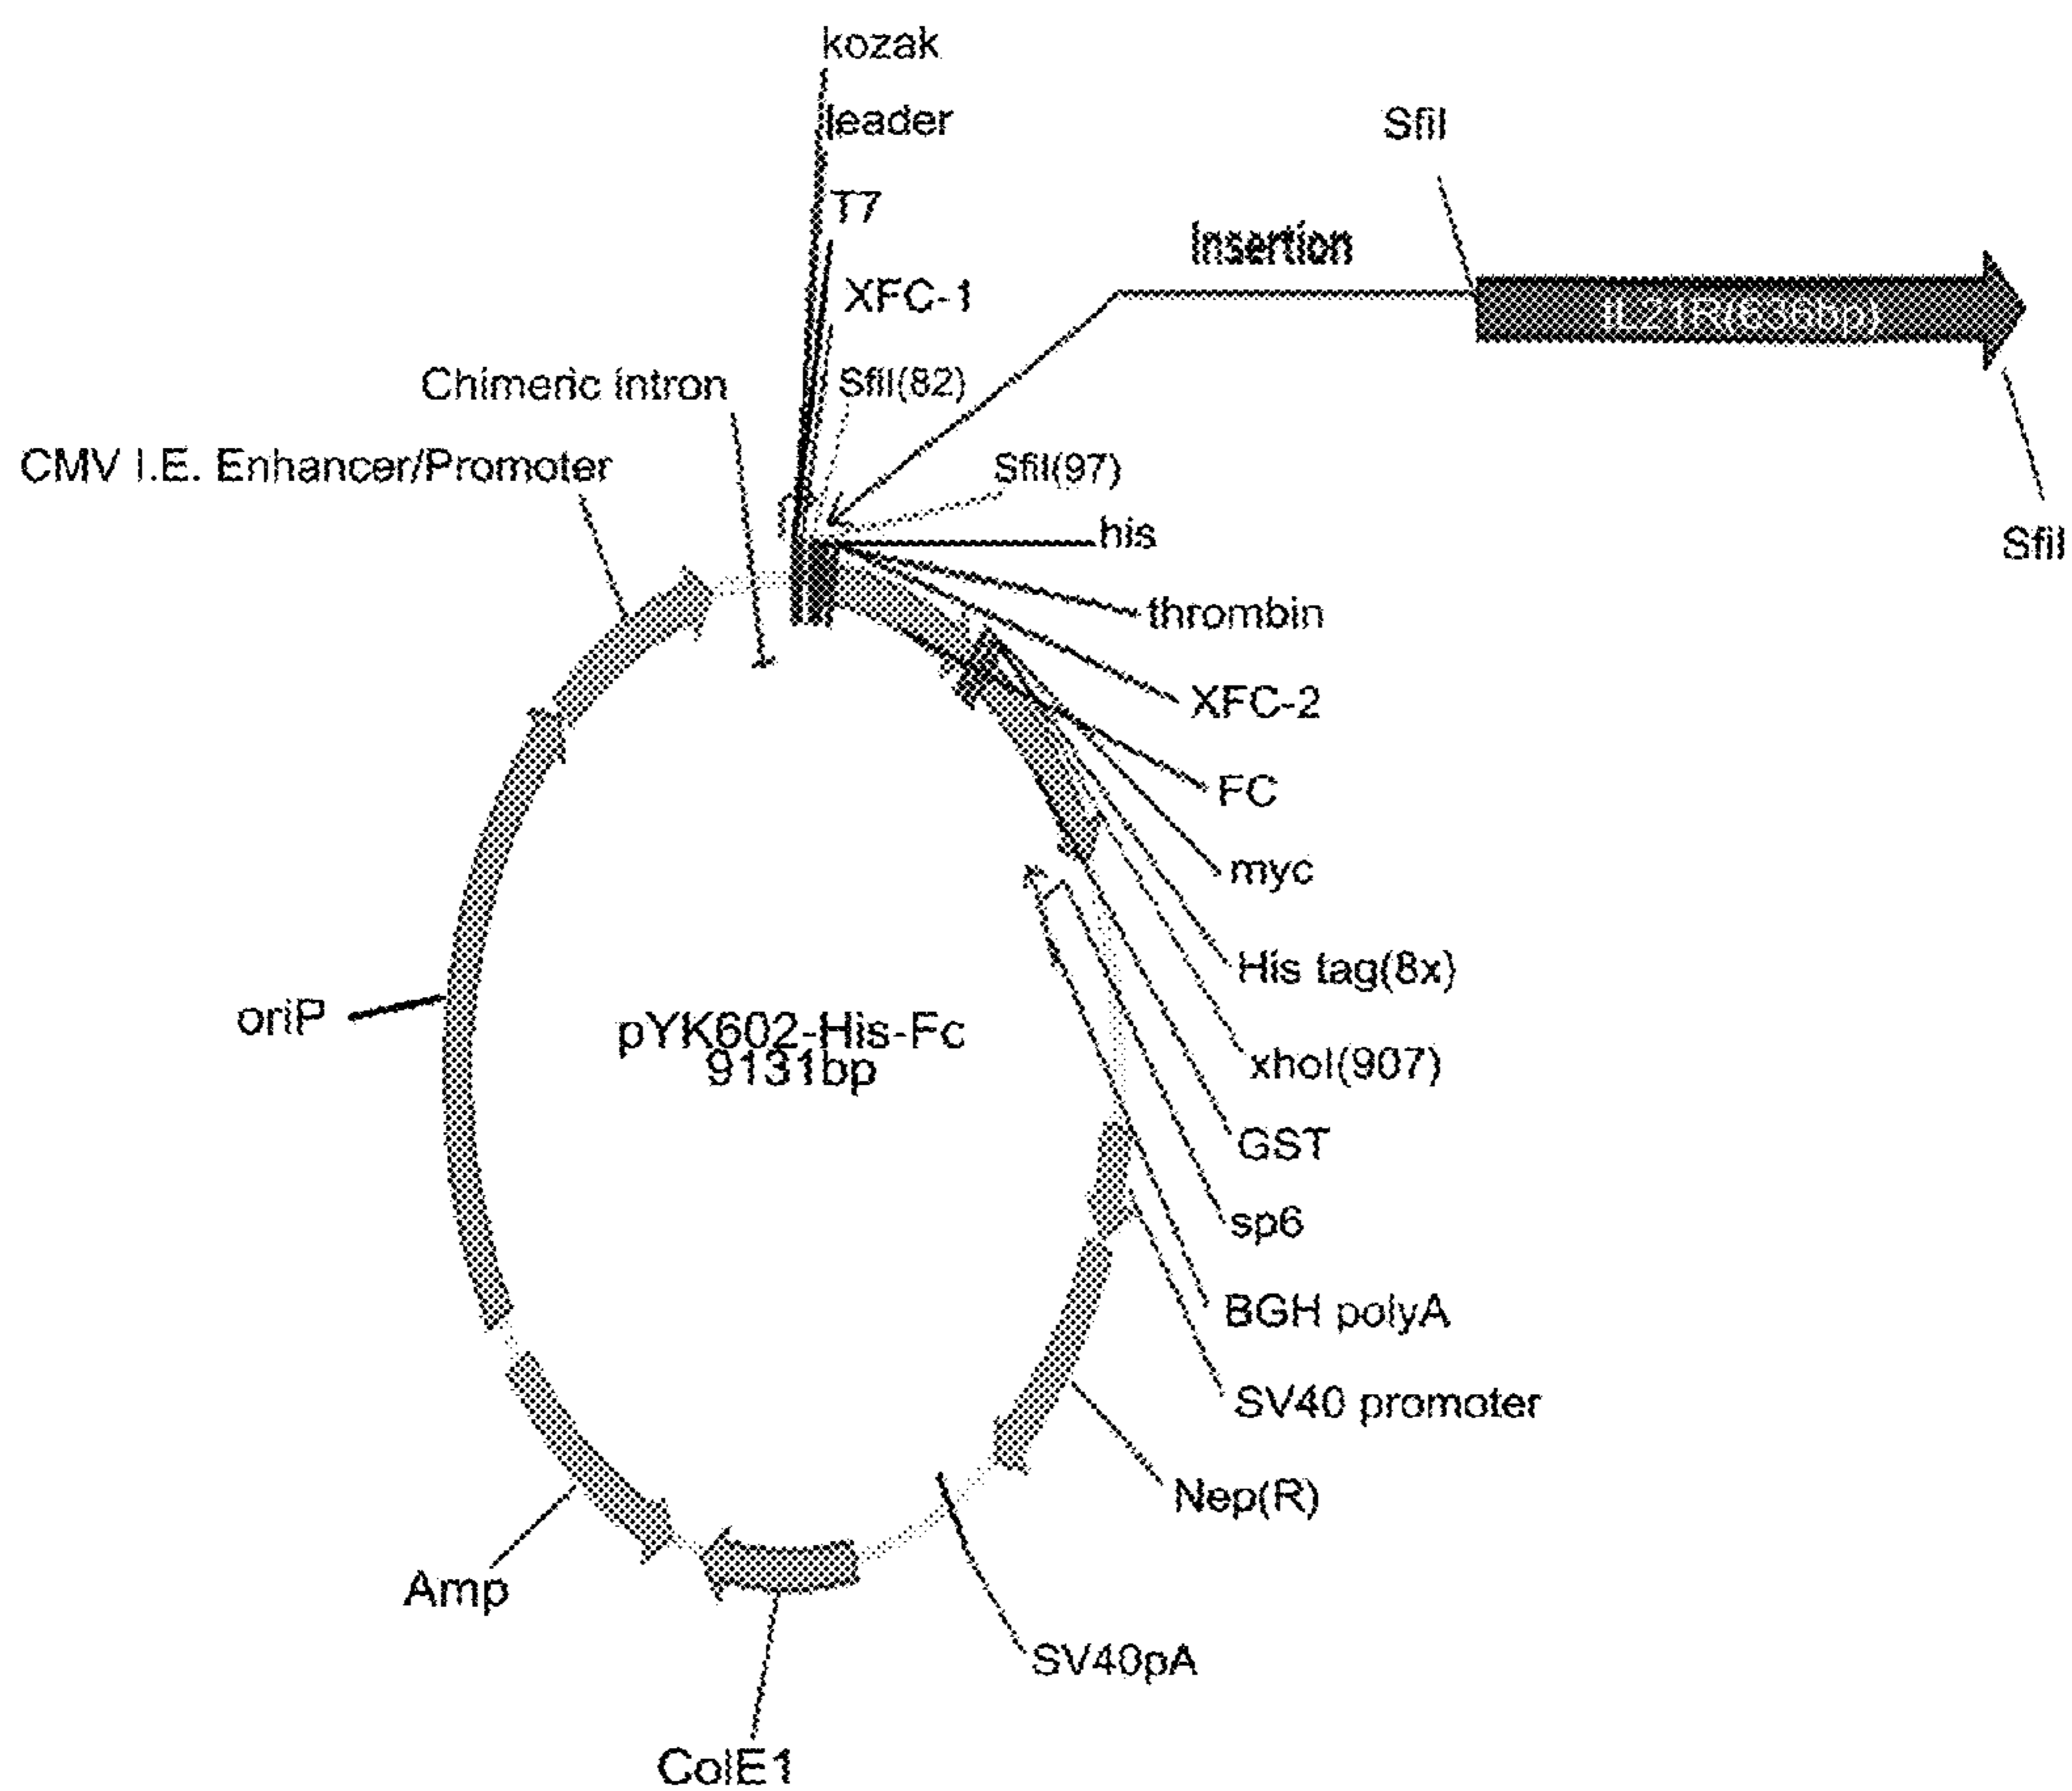 kozak
leader
T7
XFC-1
SfiI(82)
SfiI(97)
Insertion
SfiI
IL21R(636bp)
SfiI
Chimeric intron
CMV I.E. Enhancer/Promoter
his
thrombin
XFC-2
FC
myc
His tag(8x)
xhoI(907)
GST
sp6
BGH polyA
SV40 promoter
Nep(R)
SV40pA
ColE1
Amp
oriP
pYK602-His-Fc
9131bp